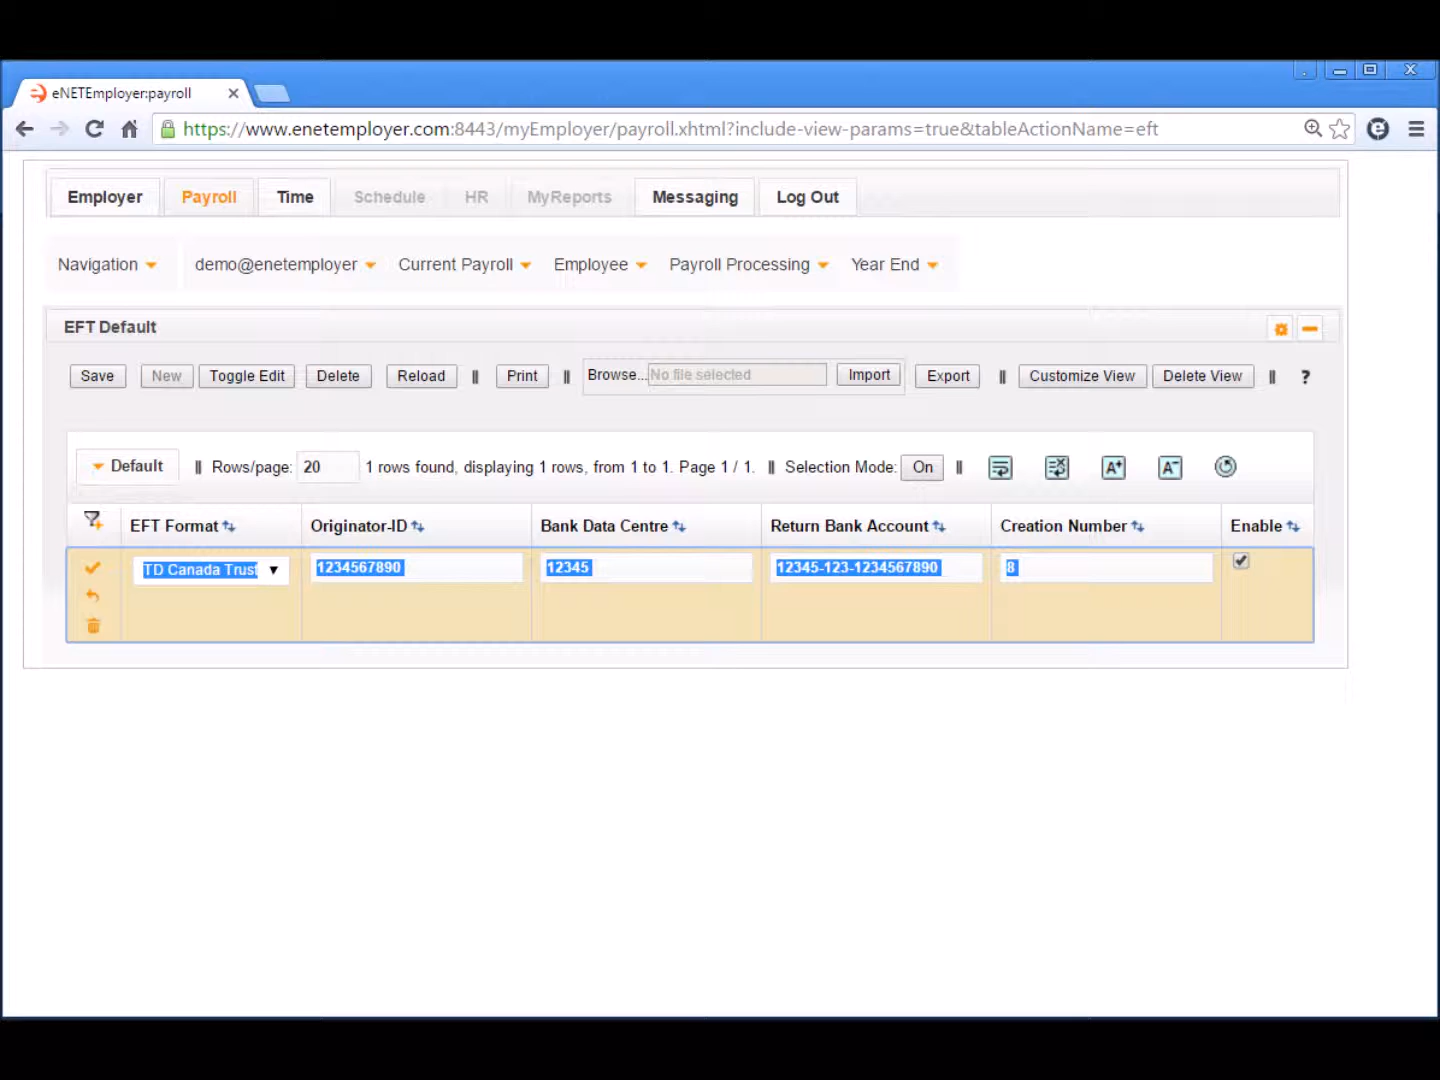 eNETEmployer:payroll
https://www.enetemployer.com:8443/myEmployer/payroll.xhtml?include-view-params=true&tableActionName=eft
Employer Payroll Time Schedule HR MyReports Messaging Log Out
Navigation demo@enetemployer Current Payroll Employee Payroll Processing Year End
EFT Default
Save New Toggle Edit Delete Reload || Print || Browse... No file selected Import Export || Customize View Delete View || ?
Default || Rows/page: 20 1 rows found, displaying 1 rows, from 1 to 1. Page 1 / 1. || Selection Mode: On || A+ A-
EFT Format Originator-ID Bank Data Centre Return Bank Account Creation Number Enable
TD Canada Trust 1234567890 12345 12345-123-1234567890 8